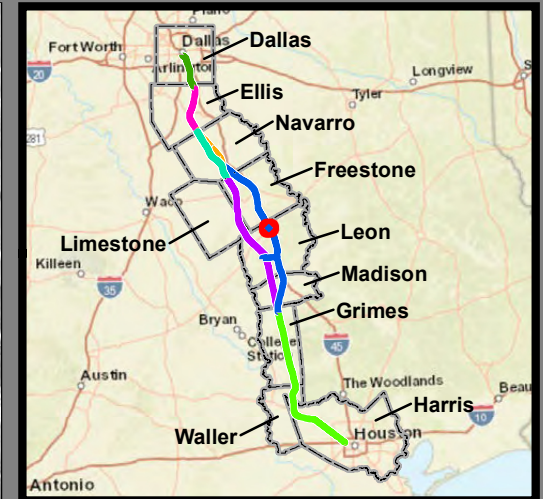 Plano
Fort Worth
Dallas
Dallas
Arlington
20
Longview
Ellis
Tyler
Navarro
281
Freestone
Waco
Leon
Limestone
Killeen
Madison
35
Grimes
Bryan
College
Station
45
Austin
The Woodlands
Harris
Beau
10
Waller
Houston
Antonio